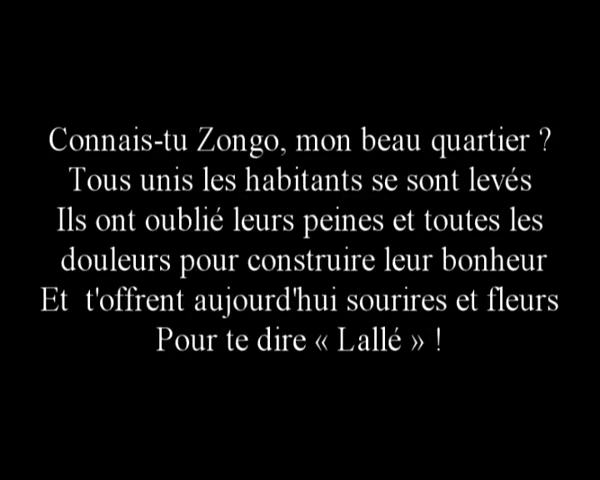 Connais-tu Zongo, mon beau quartier ?
Tous unis les habitants se sont levés
Ils ont oublié leurs peines et toutes les
douleurs pour construire leur bonheur
Et  t'offrent aujourd'hui sourires et fleurs
Pour te dire « Lallé » !